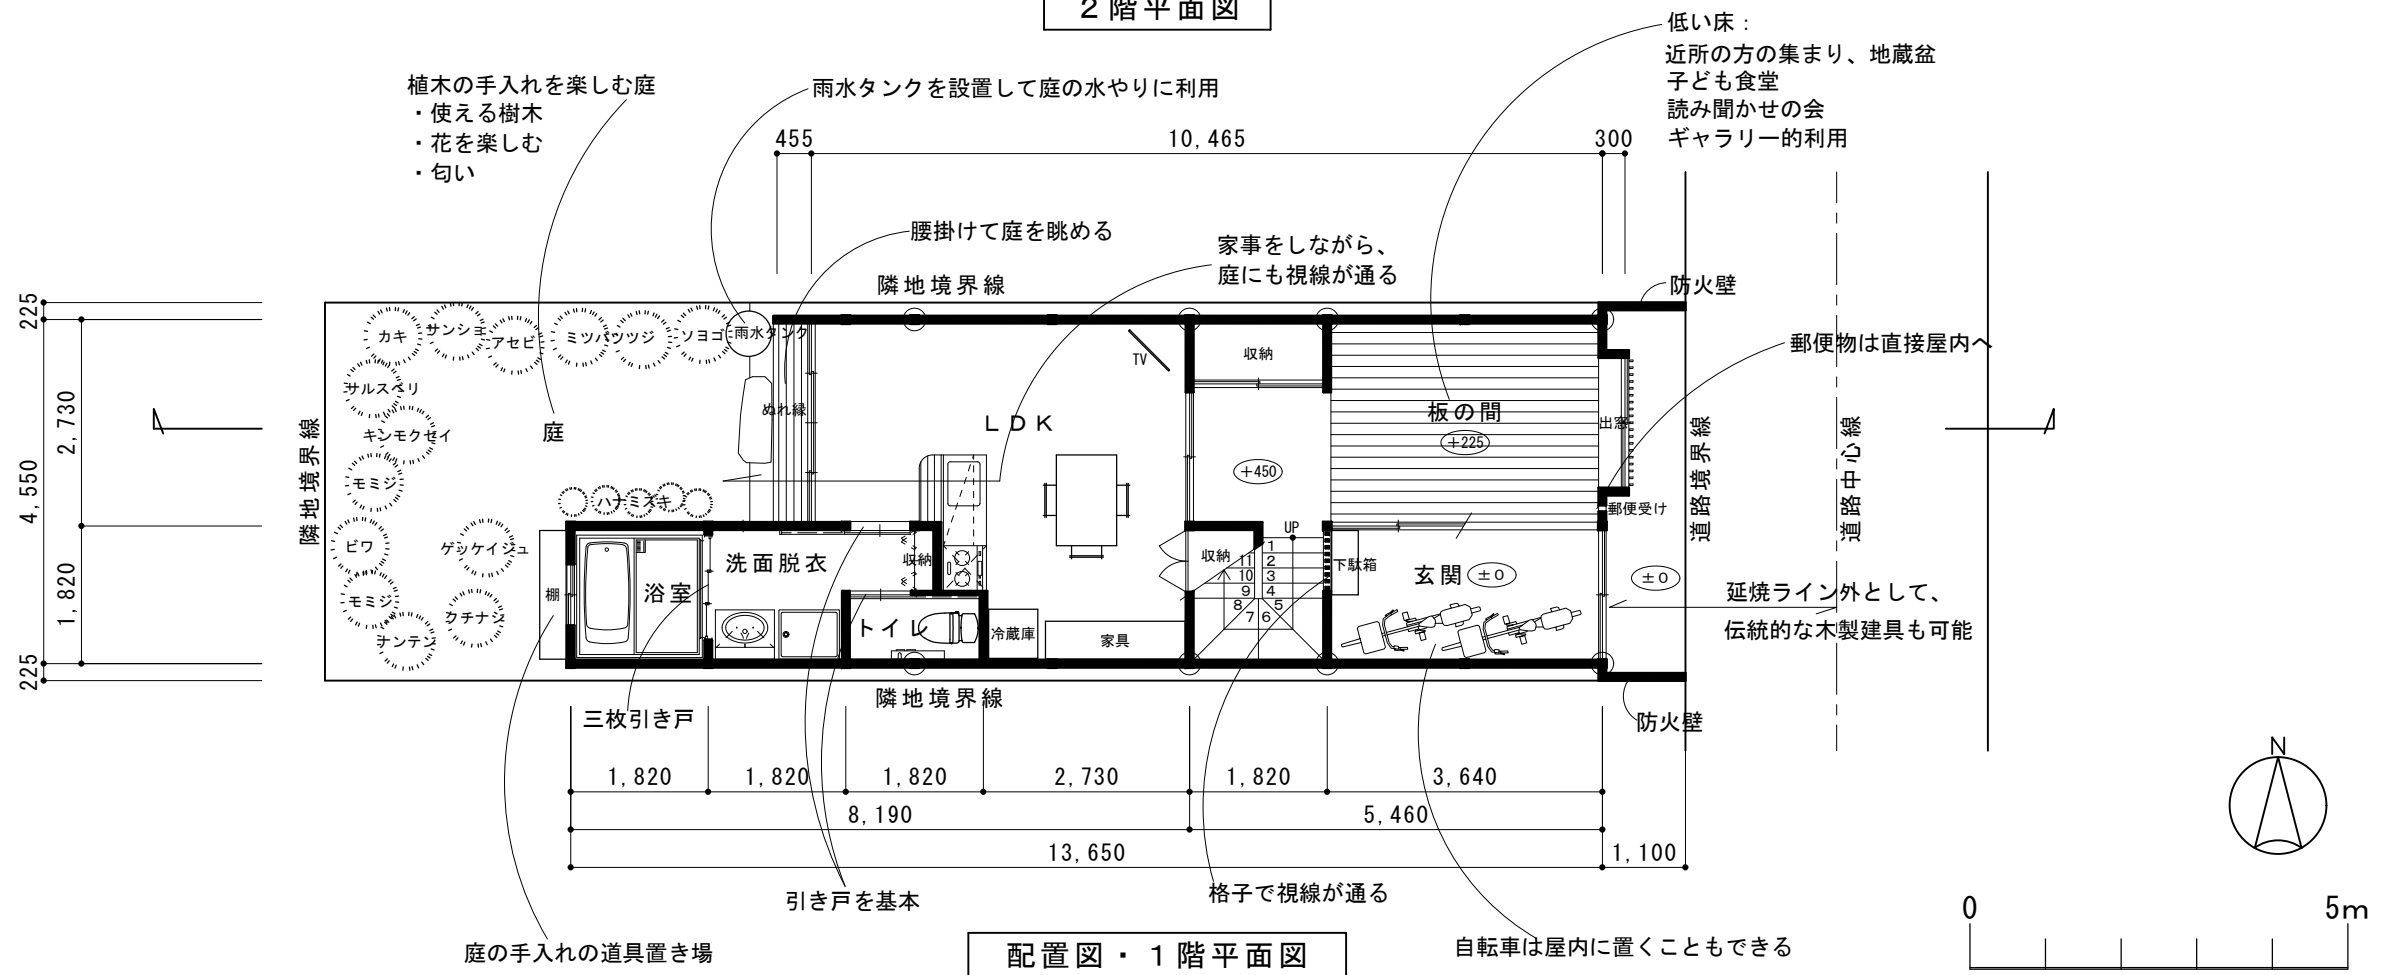 2階平面図
低い床：
近所の方の集まり、地蔵盆
子ども食堂
読み聞かせの会
ギャラリー的利用
植木の手入れを楽しむ庭
・使える樹木
・花を楽しむ
・匂い
雨水タンクを設置して庭の水やりに利用
455
10,465
300
腰掛けて庭を眺める
家事をしながら、
庭にも視線が通る
隣地境界線
防火壁
郵便物は直接屋内へ
225
2,730
4,550
1,820
225
隣地境界線
カキ
サンショ
アセビ
ミツバツツジ
ソヨゴ
雨水タンク
サルスベリ
キンモクセイ
モミジ
ハナミズキ
ビワ
ゲッケイジュ
モミジ
クチナシ
ナンテン
庭
ぬれ縁
LDK
TV
収納
板の間
+225
+450
出窓
郵便受け
道路境界線
道路中心線
棚
浴室
洗面脱衣
収納
トイレ
冷蔵庫
家具
収納
UP
1
2
3
4
5
6
7
8
9
10
11
下駄箱
玄関
±0
±0
延焼ライン外として、
伝統的な木製建具も可能
隣地境界線
三枚引き戸
防火壁
1,820
1,820
1,820
2,730
1,820
3,640
8,190
5,460
13,650
1,100
引き戸を基本
格子で視線が通る
庭の手入れの道具置き場
自転車は屋内に置くこともできる
配置図・1階平面図
N
0
5m